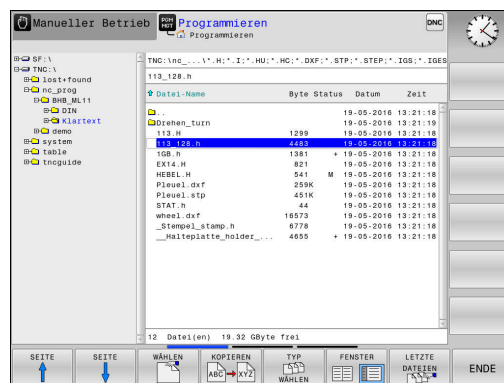 Manueller Betrieb
PGM
MGT
Programmieren
Programmieren
DNC
SF:\
TNC:\
lost+found
nc_prog
BHB_ML11
DIN
Klartext
demo
system
table
tncguide
TNC:\nc_...\*.H;*.I;*.HU;*.HC;*.DXF;*.STP;*.STEP;*.IGS;*.IGES
113_128.h
Datei-Name Byte Status Datum Zeit
.. 19-05-2016 13:21:18
Drehen_turn 19-05-2016 13:21:19
113.H 1299 19-05-2016 13:21:18
113_128.h 4483 19-05-2016 13:21:18
1GB.h 1381 + 19-05-2016 13:21:18
EX14.H 821 19-05-2016 13:21:18
HEBEL.H 541 M 19-05-2016 13:21:18
Pleuel.dxf 259K 19-05-2016 13:21:18
Pleuel.stp 451K 19-05-2016 13:21:18
STAT.h 44 19-05-2016 13:21:18
wheel.dxf 16573 19-05-2016 13:21:18
_Stempel_stamp.h 6778 19-05-2016 13:21:18
__Halteplatte_holder_... 4655 + 19-05-2016 13:21:18
12 Datei(en) 19.32 GByte frei
SEITE
SEITE
WÄHLEN
KOPIEREN
ABC XYZ
TYP
WÄHLEN
FENSTER
LETZTE
DATEIEN
ENDE